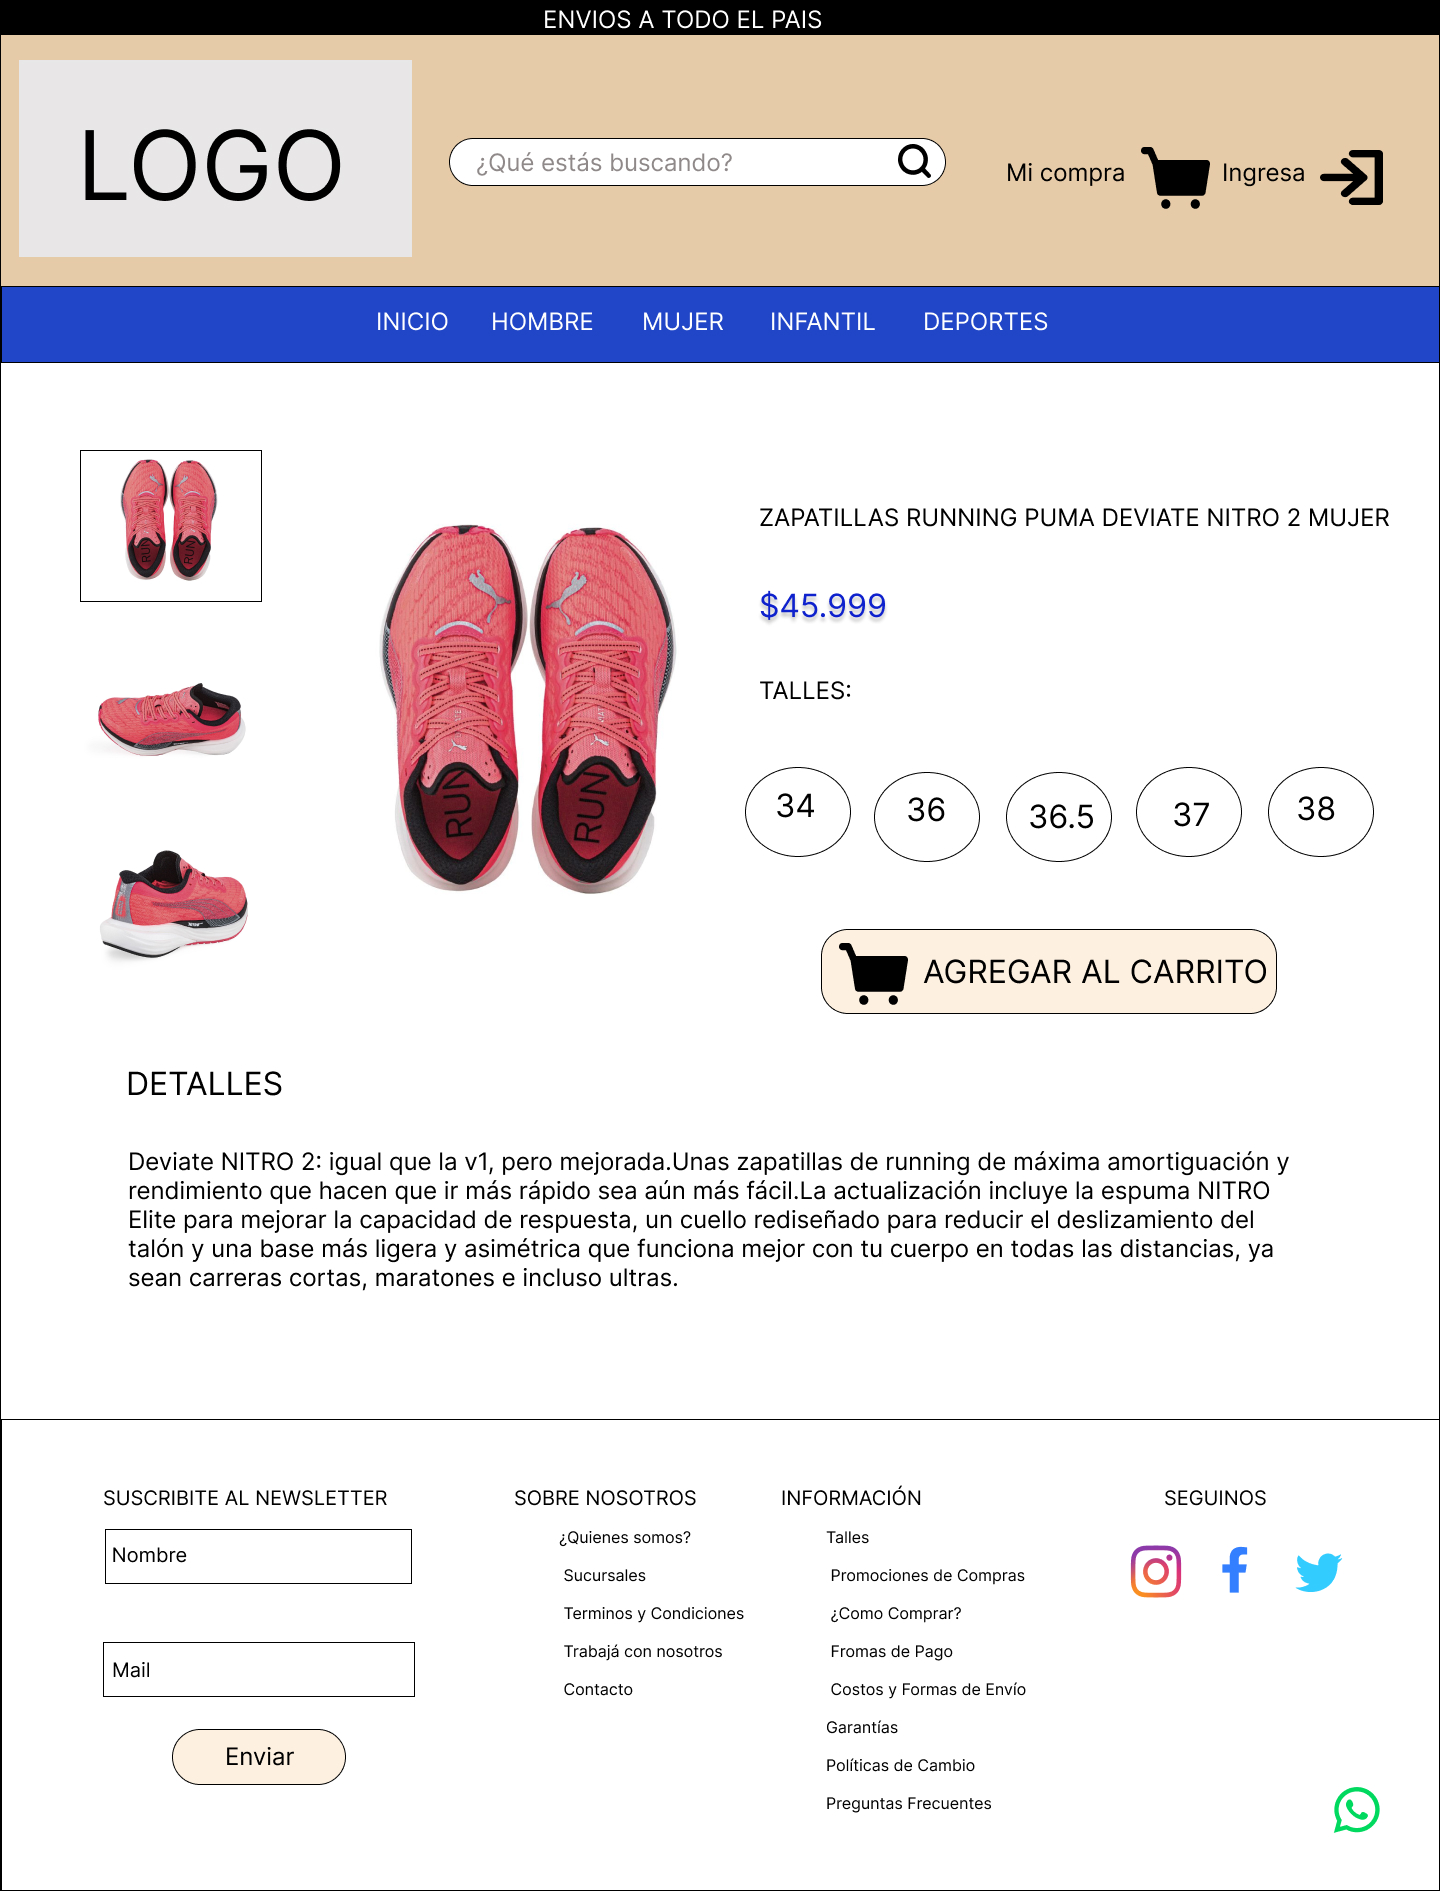 ENVIOS A TODO EL PAIS
LOGO
¿Qué estás buscando?
Mi compra
Ingresa
INICIO HOMBRE MUJER INFANTIL DEPORTES
ZAPATILLAS RUNNING PUMA DEVIATE NITRO 2 MUJER
$45.999
TALLES:
34 36 36.5 37 38
RUN RUN
RUN RUN
AGREGAR AL CARRITO
DETALLES
Deviate NITRO 2: igual que la v1, pero mejorada.Unas zapatillas de running de máxima amortiguación y
rendimiento que hacen que ir más rápido sea aún más fácil.La actualización incluye la espuma NITRO
Elite para mejorar la capacidad de respuesta, un cuello rediseñado para reducir el deslizamiento del
talón y una base más ligera y asimétrica que funciona mejor con tu cuerpo en todas las distancias, ya
sean carreras cortas, maratones e incluso ultras.
SUSCRIBITE AL NEWSLETTER
Nombre
Mail
Enviar
SOBRE NOSOTROS
¿Quienes somos?
Sucursales
Terminos y Condiciones
Trabajá con nosotros
Contacto
INFORMACIÓN
Talles
Promociones de Compras
¿Como Comprar?
Fromas de Pago
Costos y Formas de Envío
Garantías
Políticas de Cambio
Preguntas Frecuentes
SEGUINOS